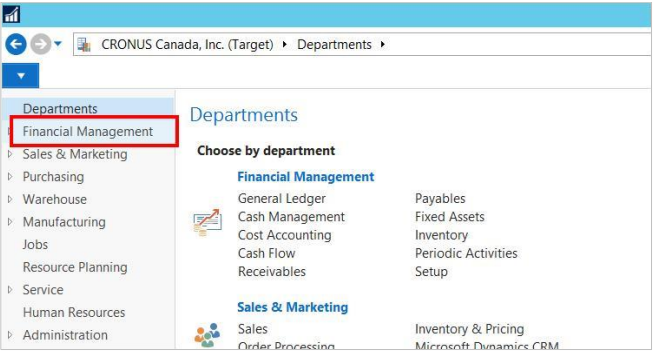 CRONUS Canada, Inc. (Target) Departments
Departments
Financial Management
Sales & Marketing
Purchasing
Warehouse
Manufacturing
Jobs
Resource Planning
Service
Human Resources
Administration
Departments
Choose by department
Financial Management
General Ledger Payables
Cash Management Fixed Assets
Cost Accounting Inventory
Cash Flow Periodic Activities
Receivables Setup
Sales & Marketing
Sales Inventory & Pricing
Order Processing Microsoft Dynamics CRM